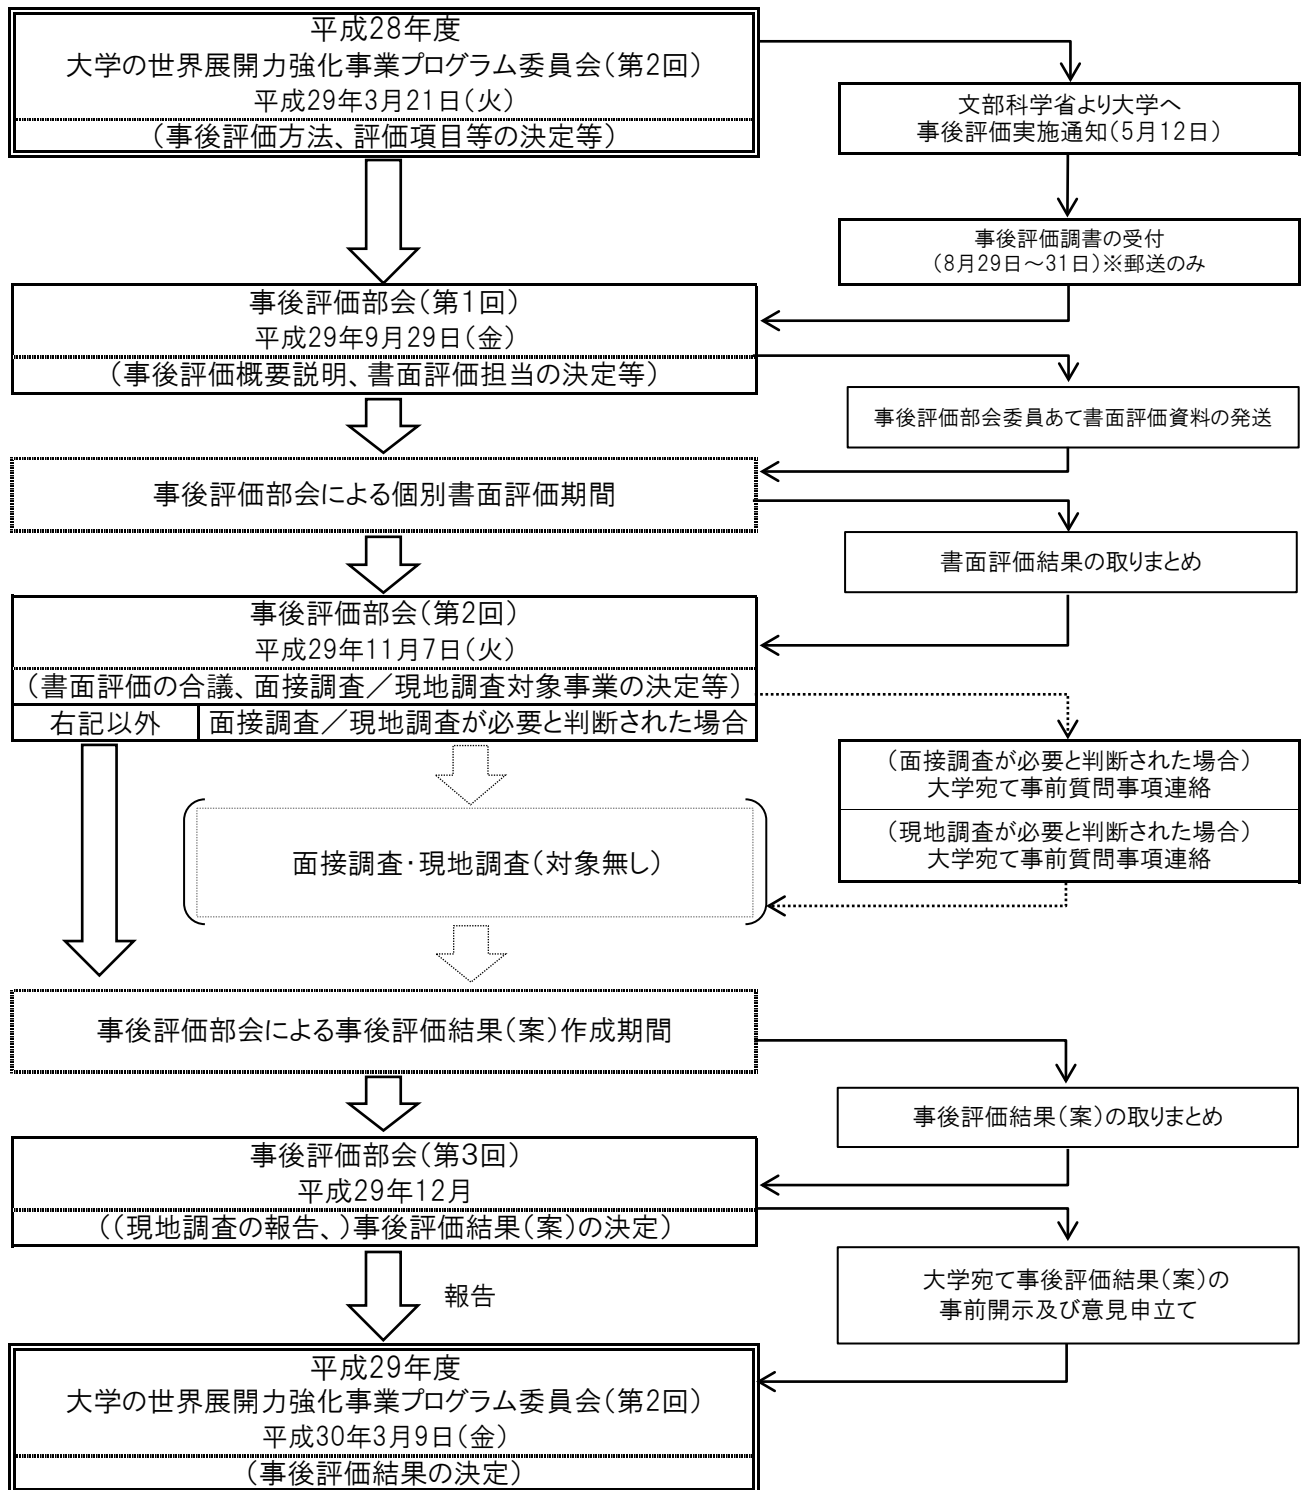 平成28年度
大学の世界展開力強化事業プログラム委員会（第2回）
平成29年3月21日（火）
（事後評価方法、評価項目等の決定等）
文部科学省より大学へ
事後評価実施通知（5月12日）
事後評価調書の受付
（8月29日～31日）※郵送のみ
事後評価部会（第1回）
平成29年9月29日（金）
（事後評価概要説明、書面評価担当の決定等）
事後評価部会委員あて書面評価資料の発送
事後評価部会による個別書面評価期間
書面評価結果の取りまとめ
事後評価部会（第2回）
平成29年11月7日（火）
（書面評価の合議、面接調査／現地調査対象事業の決定等）
右記以外
面接調査／現地調査が必要と判断された場合
（面接調査が必要と判断された場合）
大学宛て事前質問事項連絡
（現地調査が必要と判断された場合）
大学宛て事前質問事項連絡
面接調査・現地調査（対象無し）
事後評価部会による事後評価結果（案）作成期間
事後評価結果（案）の取りまとめ
事後評価部会（第3回）
平成29年12月
（（現地調査の報告、）事後評価結果（案）の決定）
大学宛て事後評価結果（案）の
事前開示及び意見申立て
報告
平成29年度
大学の世界展開力強化事業プログラム委員会（第2回）
平成30年3月9日（金）
（事後評価結果の決定）